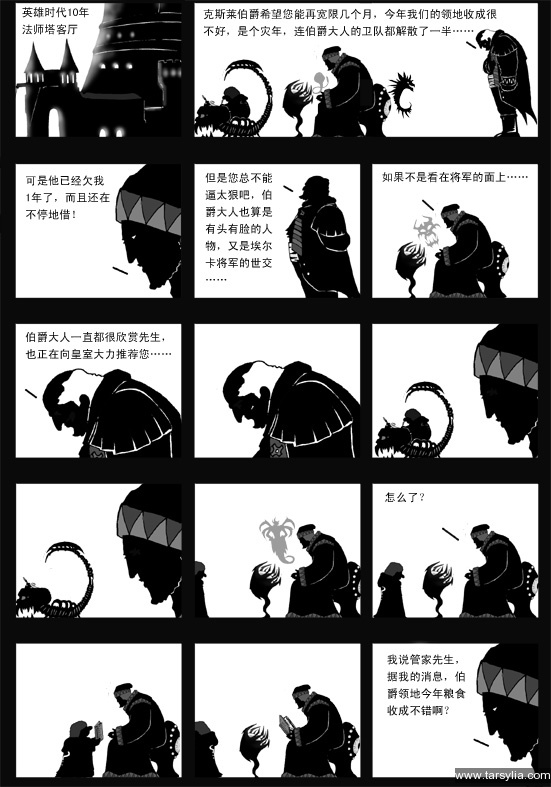 英雄时代10年
法师塔客厅
克斯莱伯爵希望您能再宽限几个月，今年我们的领地收成很
不好，是个灾年，连伯爵大人的卫队都解散了一半……
可是他已经欠我
1年了，而且还在
不停地借！
但是您总不能
逼太狠吧，伯
爵大人也算是
有头有脸的人
物，又是埃尔
卡将军的世交
……
如果不是看在将军的面上……
伯爵大人一直都很欣赏先生，
也正在向皇室大力推荐您……
怎么了？
我说管家先生，
据我的消息，伯
爵领地今年粮食
收成不错啊？
www.tarsylia.com